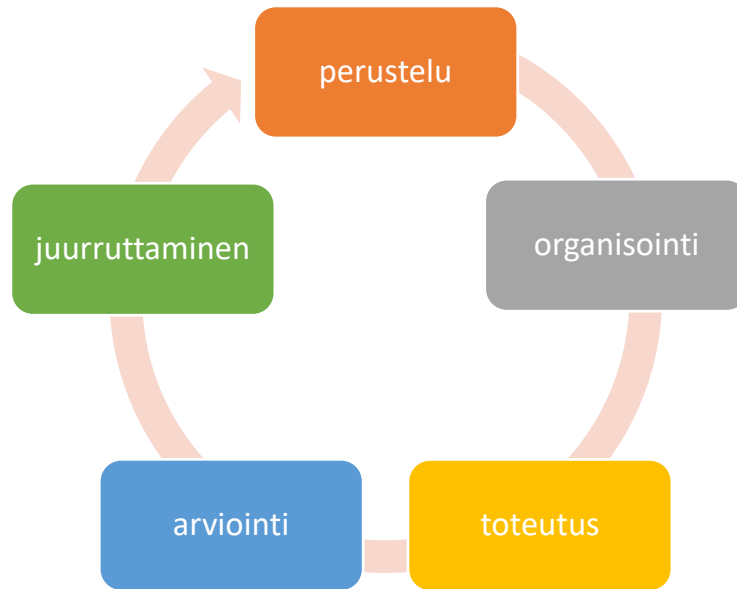 perustelu
organisointi
toteutus
arviointi
juurruttaminen